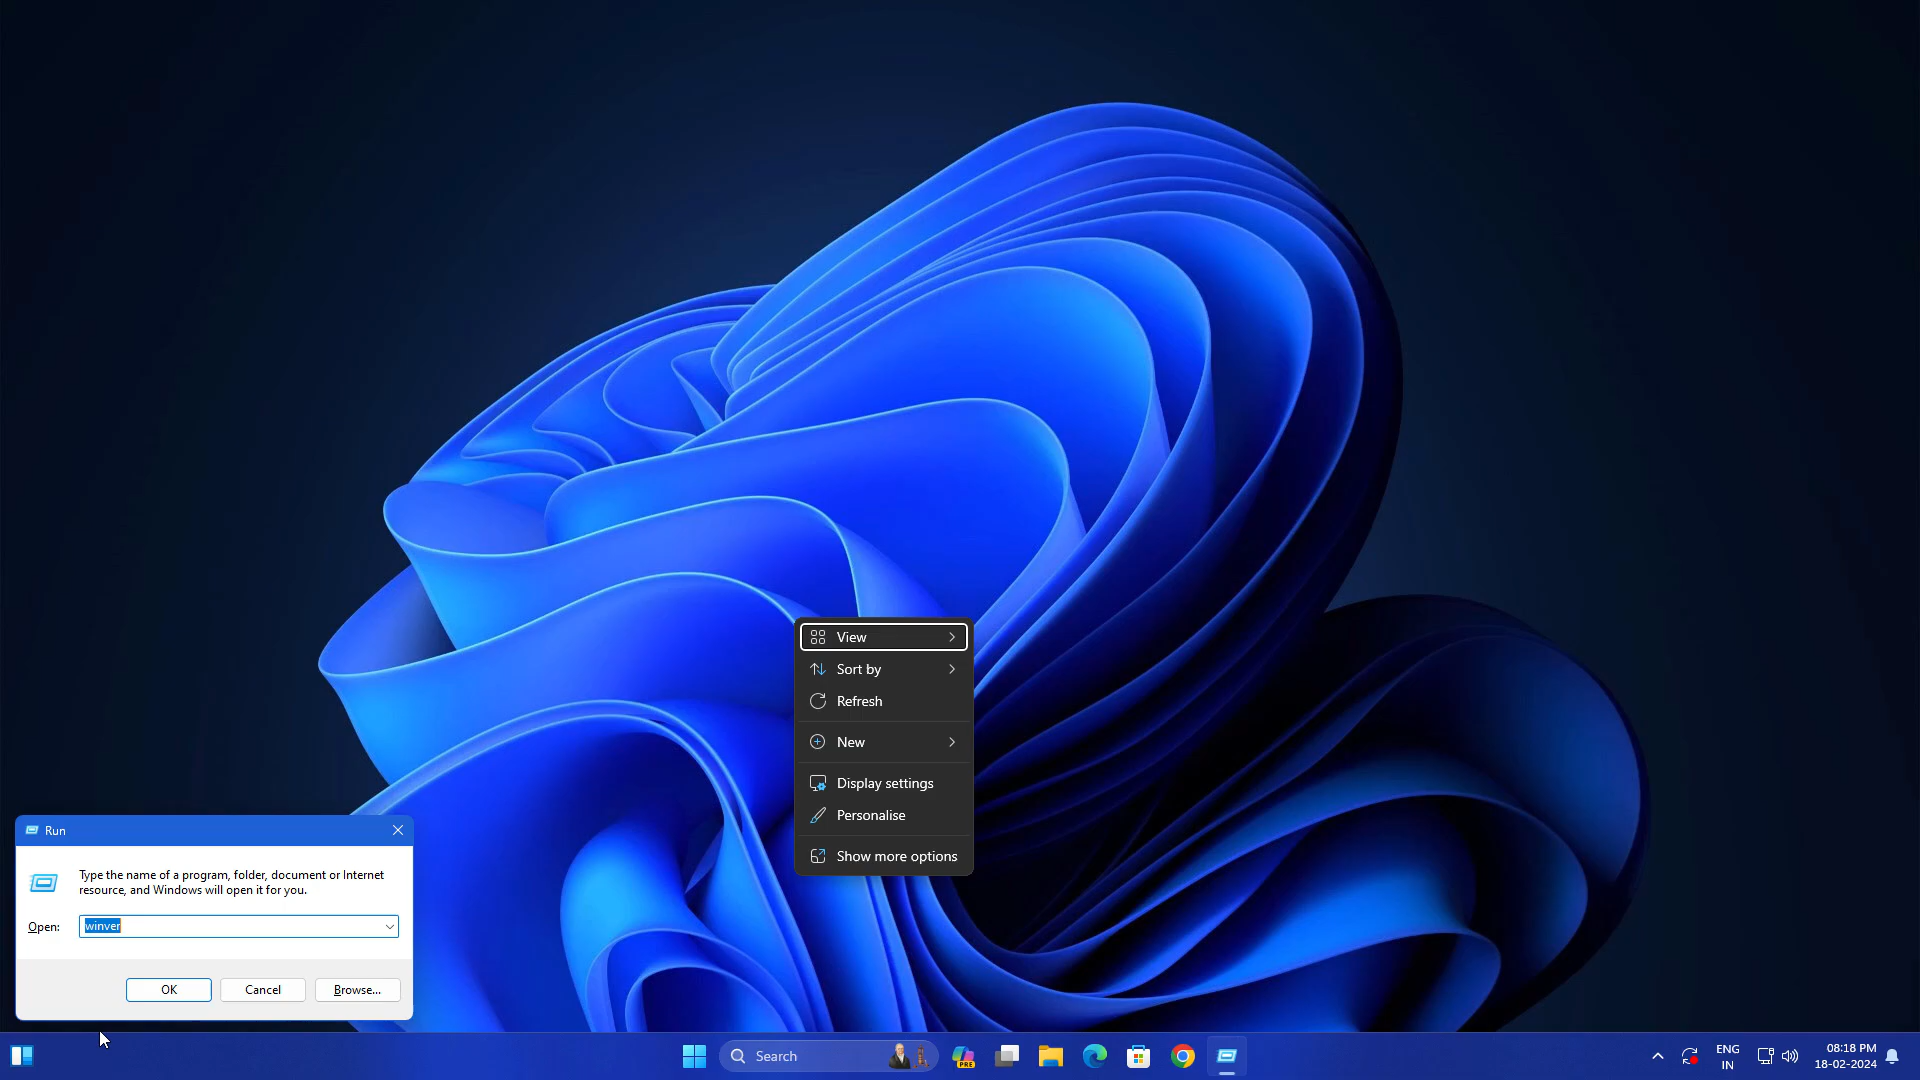 View
Sort by
Refresh
New
Display settings
Personalise
Show more options
Run
Type the name of a program, folder, document or Internet
resource, and Windows will open it for you.
Open:
winver
OK
Cancel
Browse...
Search
PRE
ENG
IN
08:18 PM
18-02-2024